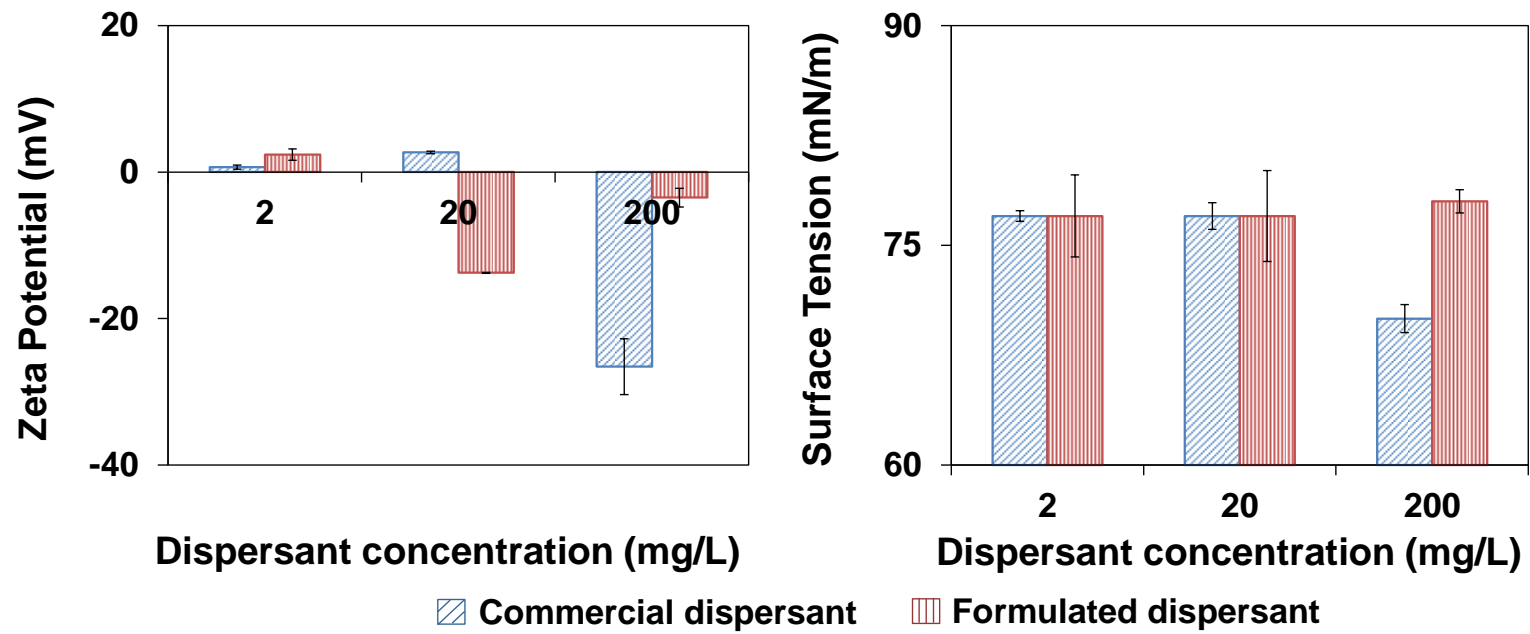 Zeta Potential (mV)
20
0
-20
-40
2 20 200
Dispersant concentration (mg/L)
Surface Tension (mN/m)
90
75
60
2 20 200
Dispersant concentration (mg/L)
Commercial dispersant Formulated dispersant